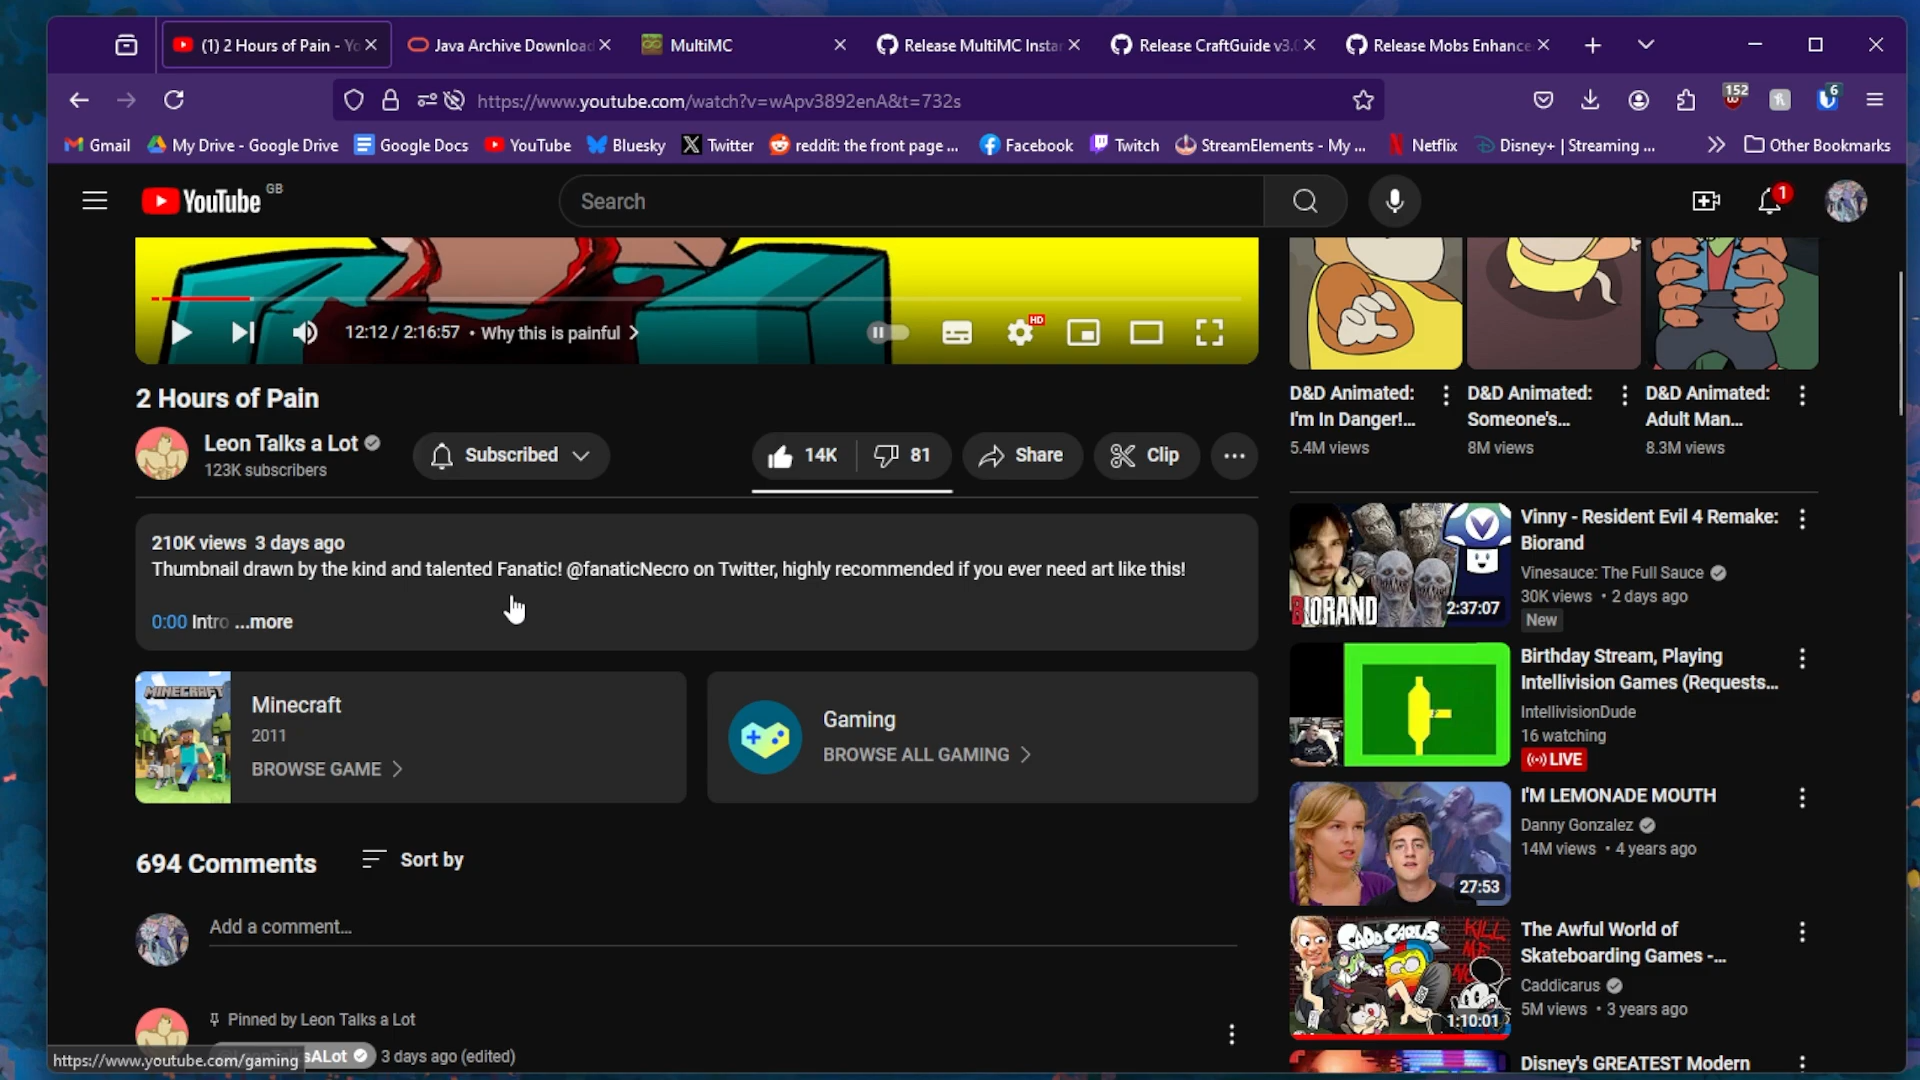 (1) 2 Hours of Pain - Yo
Java Archive Download
MultiMC
Release MultiMC Instan
Release CraftGuide v3.0
Release Mobs Enhance
https://www.youtube.com/watch?v=wApv3892enA&t=732s
152
6
Gmail
My Drive - Google Drive
Google Docs
YouTube
Bluesky
Twitter
reddit: the front page ...
Facebook
Twitch
StreamElements - My ...
Netflix
Disney+ | Streaming ...
Other Bookmarks
YouTube GB
Search
1
12:12 / 2:16:57 • Why this is painful
HD
2 Hours of Pain
Leon Talks a Lot
123K subscribers
Subscribed
14K
81
Share
Clip
210K views 3 days ago
Thumbnail drawn by the kind and talented Fanatic! @fanaticNecro on Twitter, highly recommended if you ever need art like this!
0:00 Intro ...more
MINECRAFT
Minecraft
2011
BROWSE GAME
Gaming
BROWSE ALL GAMING
694 Comments
Sort by
Add a comment...
Pinned by Leon Talks a Lot
sALot
3 days ago (edited)
https://www.youtube.com/gaming
D&D Animated:
I'm In Danger!...
5.4M views
D&D Animated:
Someone's...
8M views
D&D Animated:
Adult Man...
8.3M views
BIORAND
2:37:07
Vinny - Resident Evil 4 Remake:
Biorand
Vinesauce: The Full Sauce
30K views • 2 days ago
New
Birthday Stream, Playing
Intellivision Games (Requests...
IntellivisionDude
16 watching
LIVE
27:53
I'M LEMONADE MOUTH
Danny Gonzalez
14M views • 4 years ago
CADDICARUS
KILL
ME
NO
1:10:01
The Awful World of
Skateboarding Games -...
Caddicarus
5M views • 3 years ago
Disney's GREATEST Modern